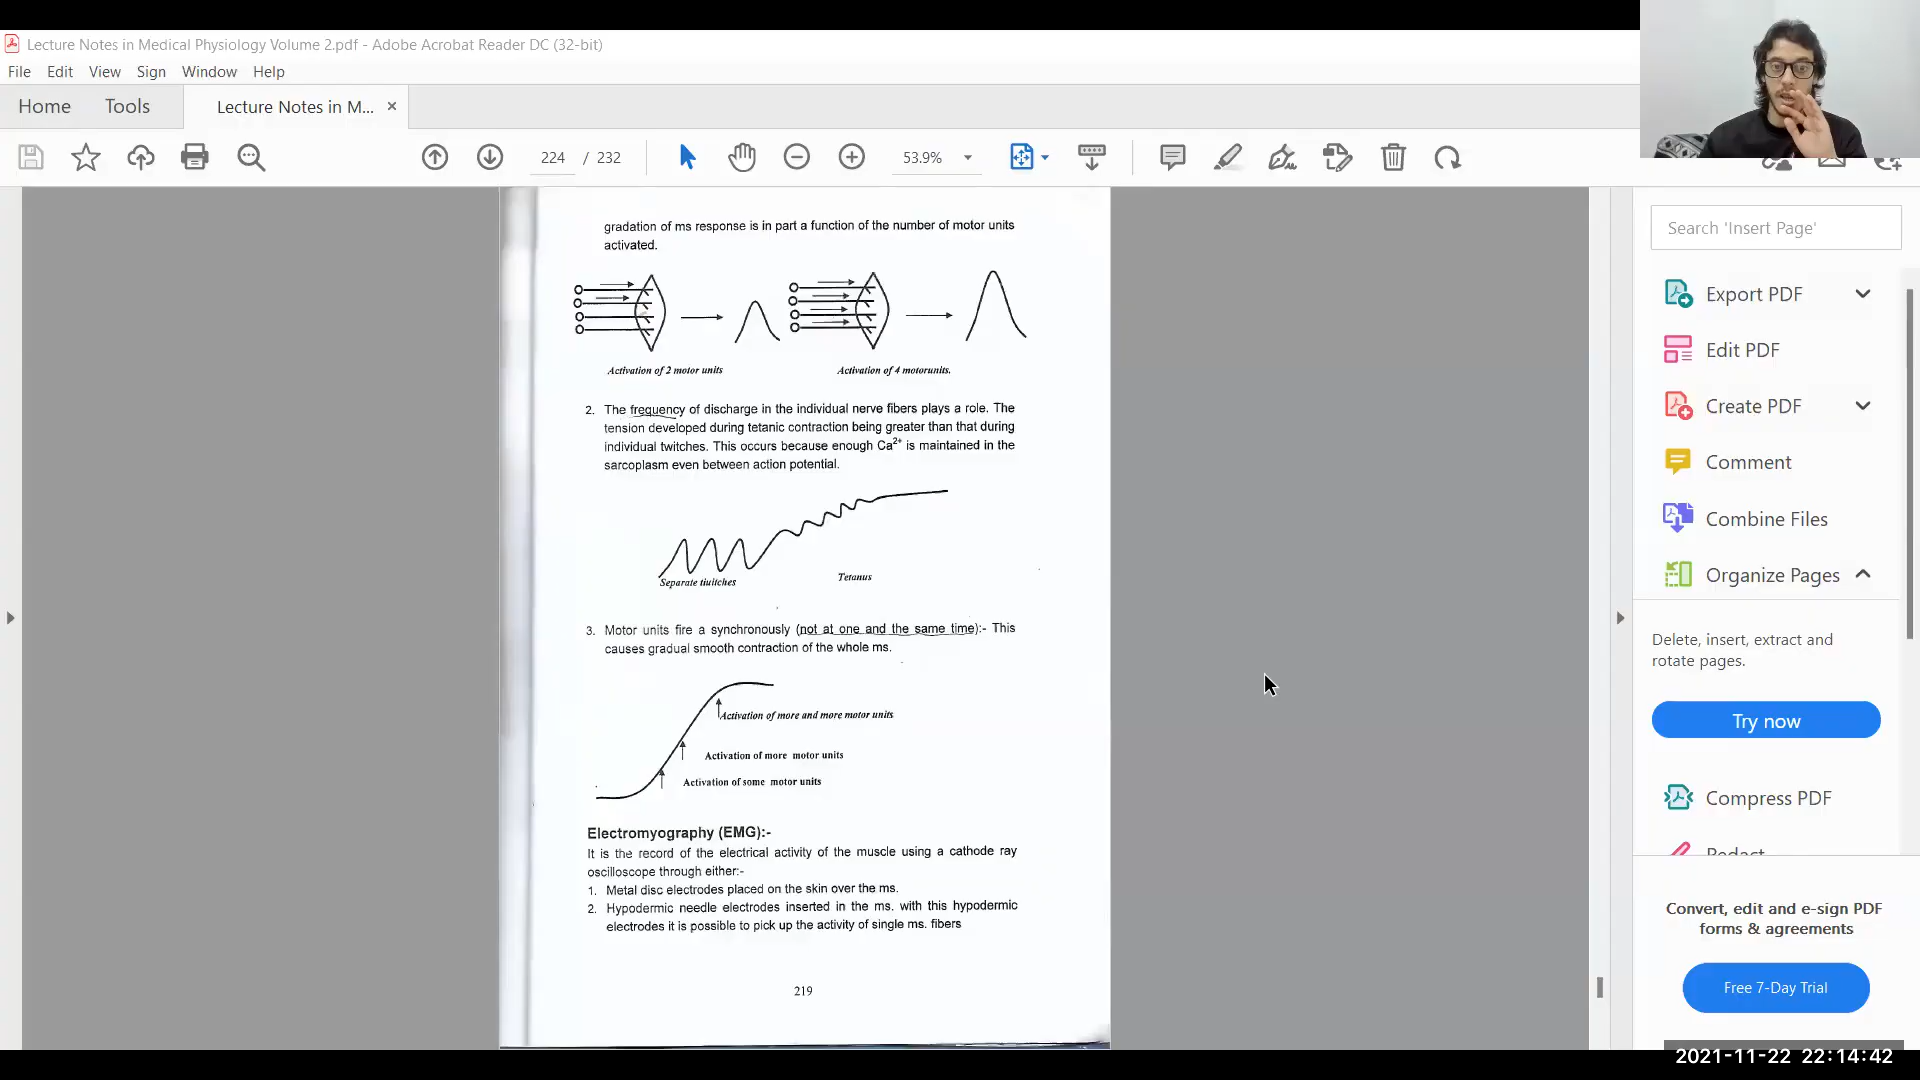 Lecture Notes in Medical Physiology Volume 2.pdf - Adobe Acrobat Reader DC (32-bit)
File Edit View Sign Window Help
Home Tools Lecture Notes in M... ×
224 / 232 53.9%
gradation of ms response is in part a function of the number of motor units
activated.
Activation of 2 motor units
Activation of 4 motorunits.
2. The frequency of discharge in the individual nerve fibers plays a role. The
tension developed during tetanic contraction being greater than that during
individual twitches. This occurs because enough Ca2+ is maintained in the
sarcoplasm even between action potential.
Separate tiuitches
Tetanus
3. Motor units fire a synchronously (not at one and the same time):- This
causes gradual smooth contraction of the whole ms.
Activation of more and more motor units
Activation of more motor units
Activation of some motor units
Electromyography (EMG):-
It is the record of the electrical activity of the muscle using a cathode ray
oscilloscope through either:-
1. Metal disc electrodes placed on the skin over the ms.
2. Hypodermic needle electrodes inserted in the ms. with this hypodermic
electrodes it is possible to pick up the activity of single ms. fibers
219
Search 'Insert Page'
Export PDF
Edit PDF
Create PDF
Comment
Combine Files
Organize Pages
Delete, insert, extract and
rotate pages.
Try now
Compress PDF
Redact
Convert, edit and e-sign PDF
forms & agreements
Free 7-Day Trial
2021-11-22 22:14:42